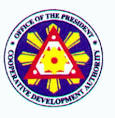 OFFICE OF THE PRESIDENT
COOPERATIVE DEVELOPMENT AUTHORITY